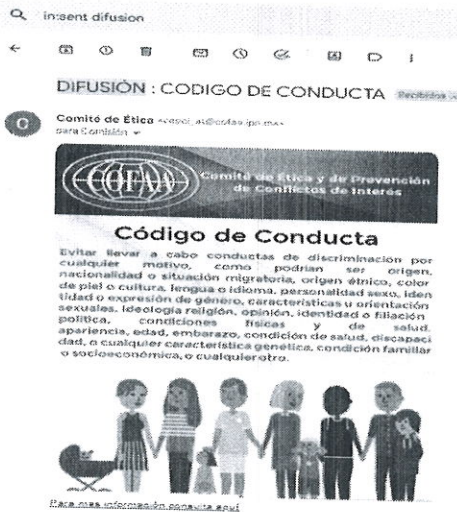 in:sent difusion
DIFUSIÓN : CODIGO DE CONDUCTA Recibidos
C
Comité de Ética
para Comisión
COFAA
Comité de Ética y de Prevención
de Conflictos de Interés
Código de Conducta
Evitar llevar a cabo conductas de discriminación por
cualquier motivo, como podrían ser origen,
nacionalidad o situación migratoria, origen étnico, color
de piel o cultura, lengua o idioma, personalidad sexo, iden
tidad o expresión de género, características u orientación
sexuales, ideología religión, opinión, identidad o filiación
política, condiciones físicas y de salud,
apariencia, edad, embarazo, condición de salud, discapaci
dad, o cualquier característica genética, condición familiar
o socioeconómica, o cualquier otro.
Para mas información consulta aquí